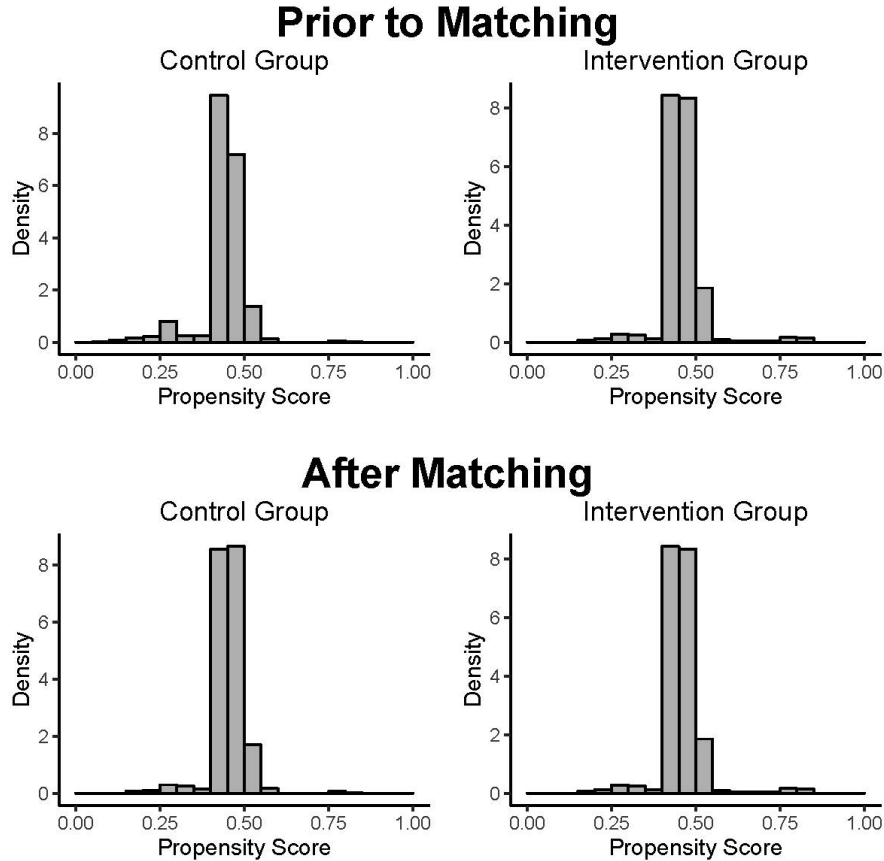 Prior to Matching
Control Group
Density
8
6
4
2
0
0.00 0.25 0.50 0.75 1.00
Propensity Score
Intervention Group
Density
8
6
4
2
0
0.00 0.25 0.50 0.75 1.00
Propensity Score
After Matching
Control Group
Density
8
6
4
2
0
0.00 0.25 0.50 0.75 1.00
Propensity Score
Intervention Group
Density
8
6
4
2
0
0.00 0.25 0.50 0.75 1.00
Propensity Score